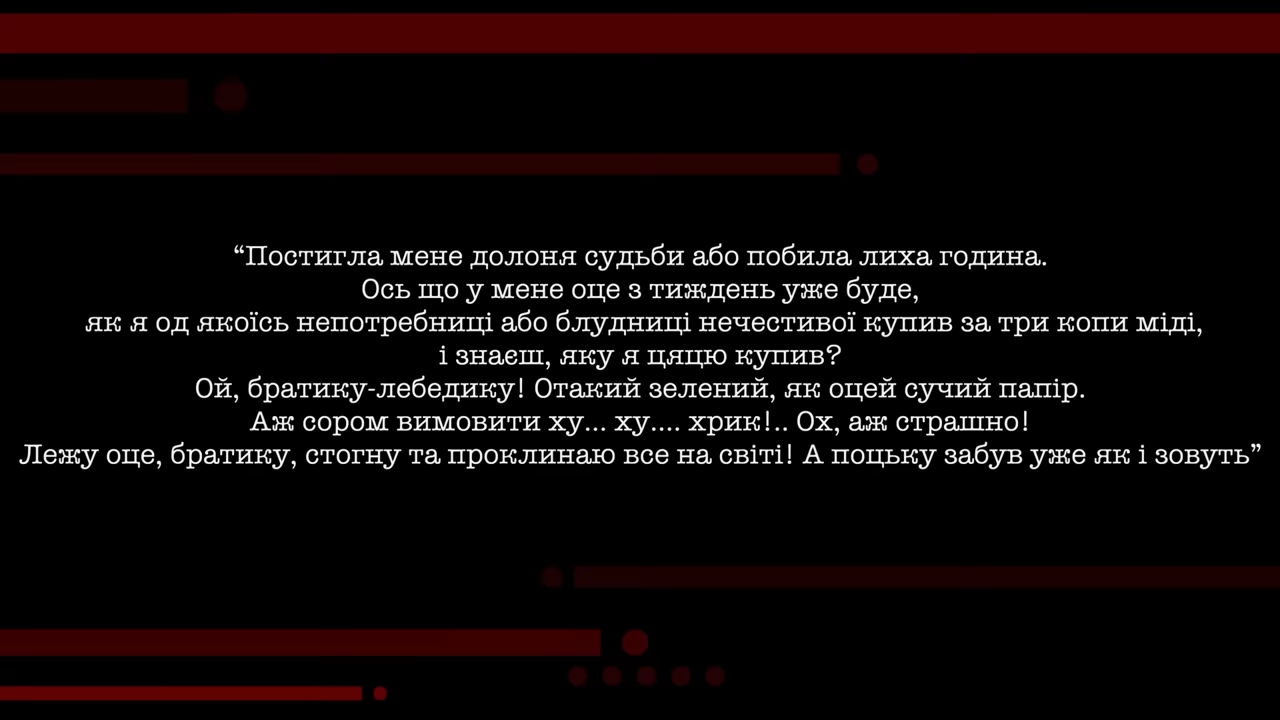 “Постигла мене долоня судьби або побила лиха година.
Ось що у мене оце з тиждень уже буде,
як я од якоїсь непотребниці або блудниці нечестивої купив за три копи міді,
і знаєш, яку я цяцю купив?
Ой, братику-лебедику! Отакий зелений, як оцей сучий папір.
Аж сором вимовити ху... ху.... хрик!.. Ох, аж страшно!
Лежу оце, братику, стогну та проклинаю все на світі! А поцьку забув уже як і зовуть”